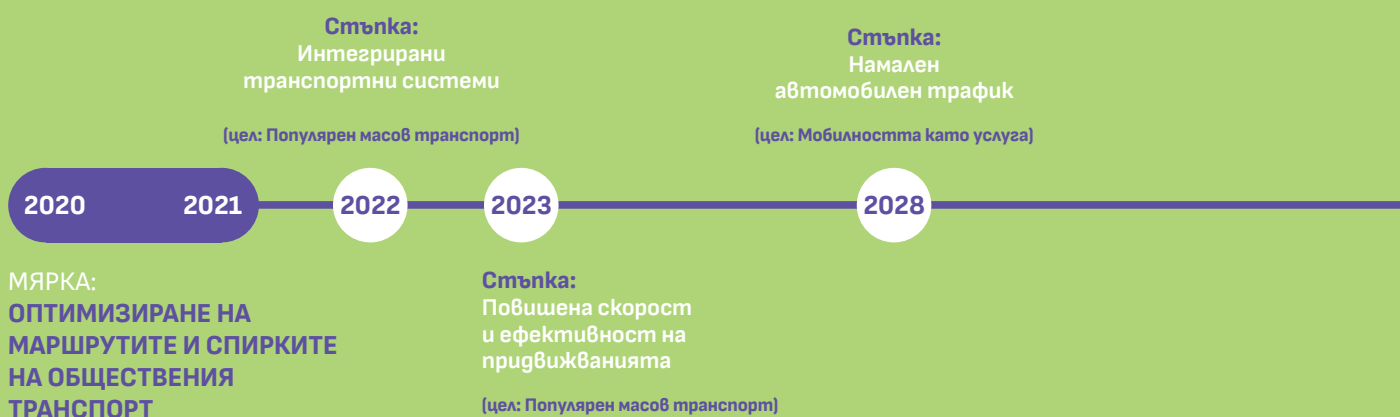 Стъпка:
Интегрирани
транспортни системи
(цел: Популярен масов транспорт)
Стъпка:
Намален
автомобилен трафик
(цел: Мобилността като услуга)
2020 2021 2022 2023 2028
МЯРКА:
ОПТИМИЗИРАНЕ НА
МАРШРУТИТЕ И СПИРКИТЕ
НА ОБЩЕСТВЕНИЯ
ТРАНСПОРТ
Стъпка:
Повишена скорост
и ефективност на
придвижванията
(цел: Популярен масов транспорт)